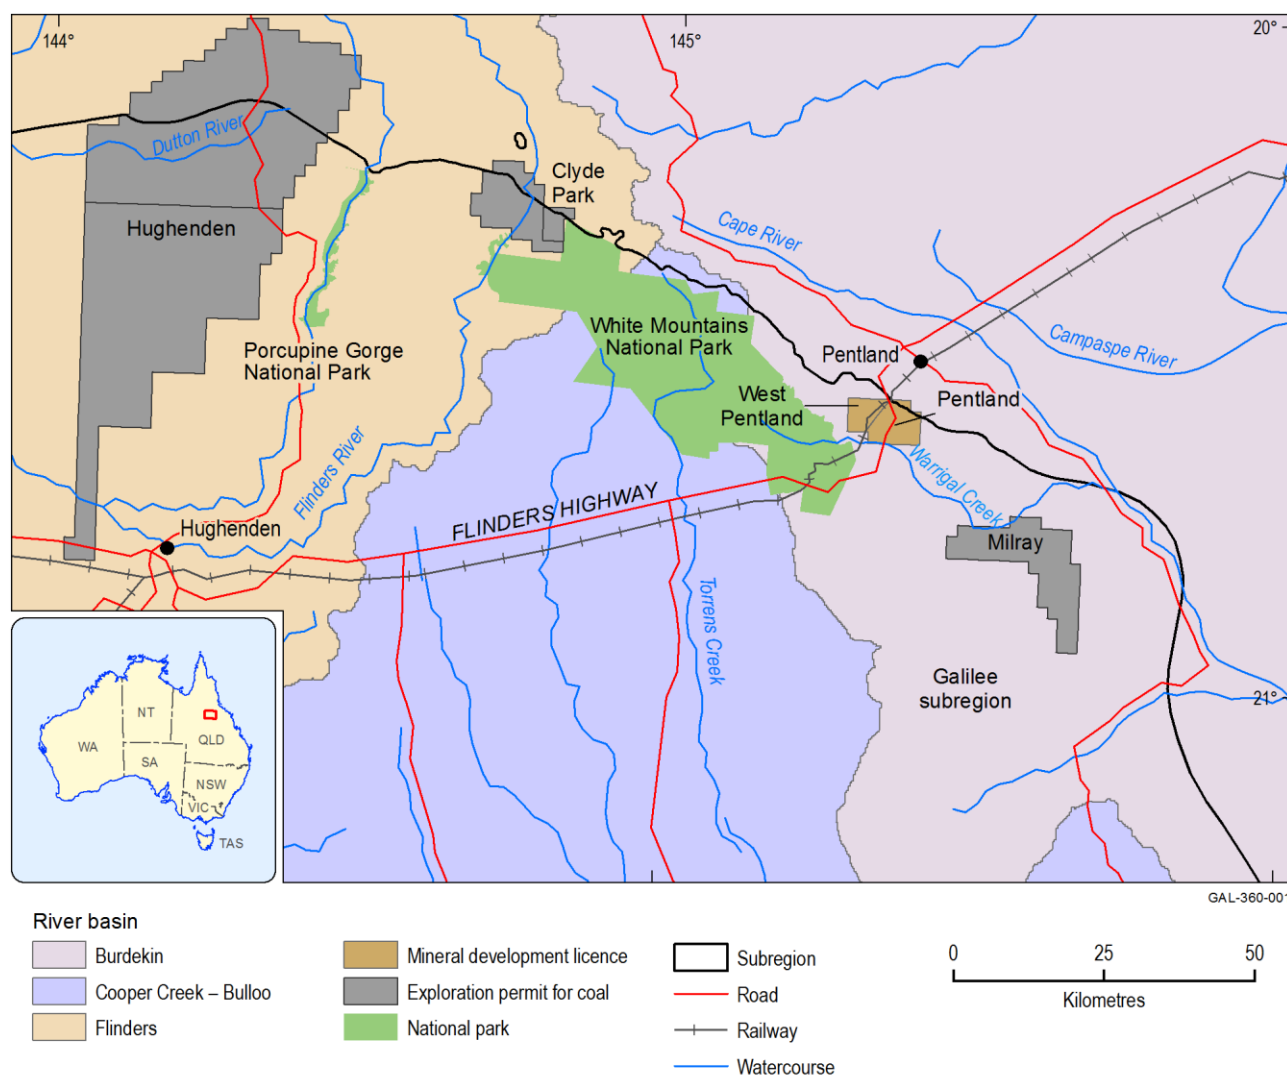 144°
145°
20°
Dutton River
Clyde
Park
Hughenden
Cape River
White Mountains
National Park
Campaspe River
Porcupine Gorge
National Park
Pentland
West
Pentland
Pentland
Flinders River
Warrigal Creek
FLINDERS HIGHWAY
Hughenden
Milray
Torrens Creek
Galilee
subregion
21°
NT
WA
QLD
SA
NSW
VIC
TAS
GAL-360-001
River basin
Burdekin
Cooper Creek – Bulloo
Flinders
Mineral development licence
Exploration permit for coal
National park
Subregion
Road
Railway
Watercourse
0
25
50
Kilometres